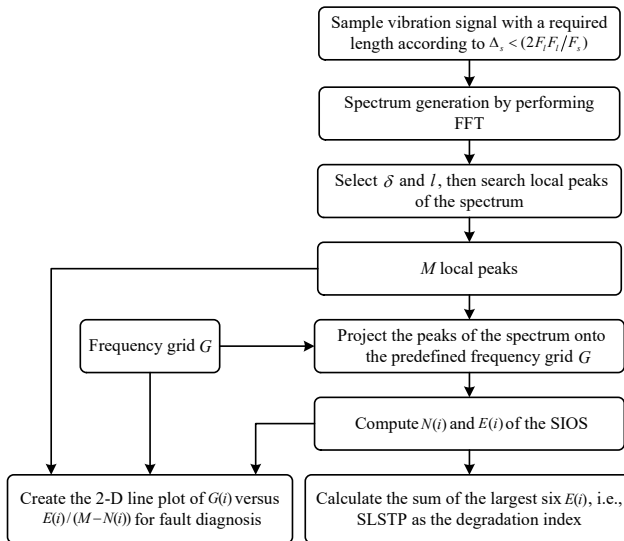 Sample vibration signal with a required
length according to Δ_s < (2F_lF_l/F_s)
Spectrum generation by performing
FFT
Select δ and l, then search local peaks
of the spectrum
M local peaks
Frequency grid G
Project the peaks of the spectrum onto
the predefined frequency grid G
Compute N(i) and E(i) of the SIOS
Create the 2-D line plot of G(i) versus
E(i)/(M−N(i)) for fault diagnosis
Calculate the sum of the largest six E(i), i.e.,
SLSTP as the degradation index